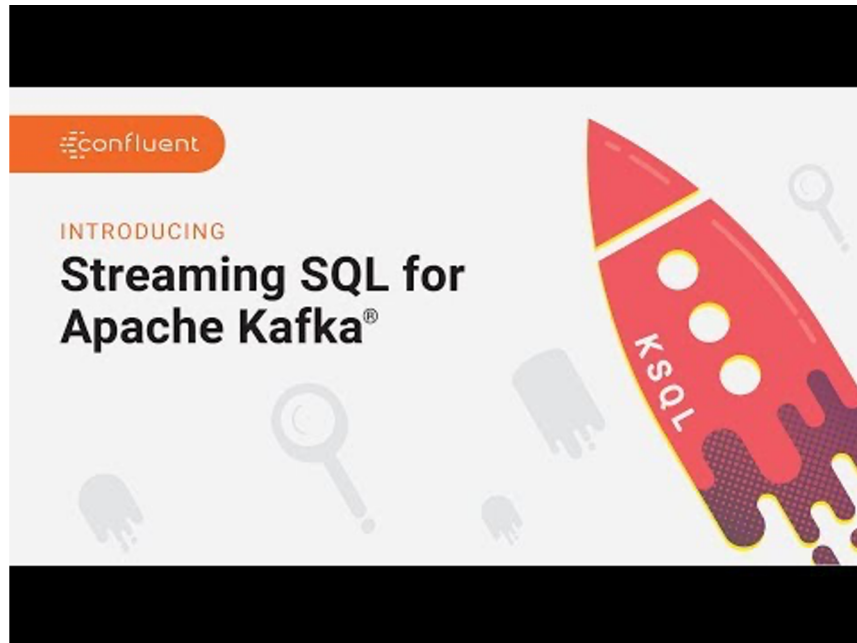 confluent
INTRODUCING
Streaming SQL for
Apache Kafka®
KSQL